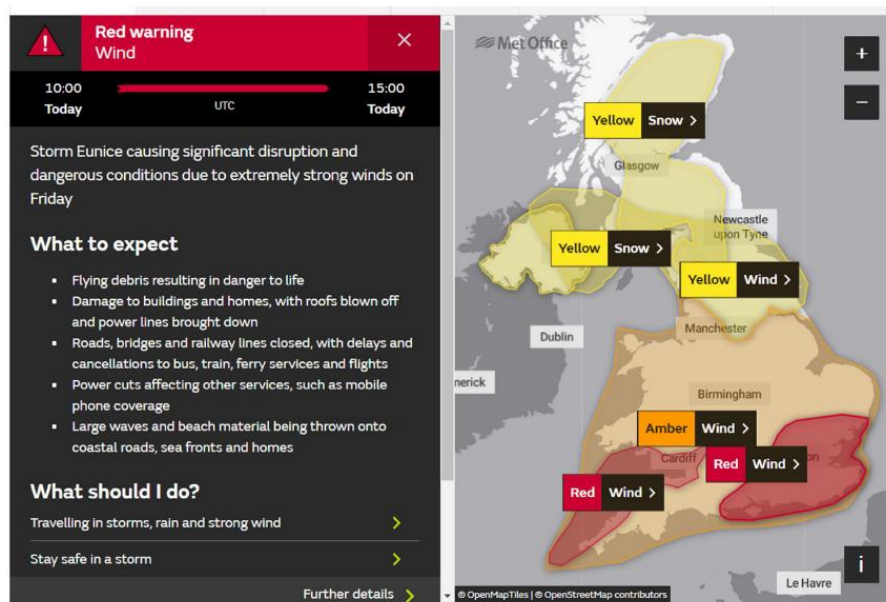 Red warning
Wind
10:00
Today
UTC
15:00
Today
Storm Eunice causing significant disruption and
dangerous conditions due to extremely strong winds on
Friday
What to expect
Flying debris resulting in danger to life
Damage to buildings and homes, with roofs blown off
and power lines brought down
Roads, bridges and railway lines closed, with delays and
cancellations to bus, train, ferry services and flights
Power cuts affecting other services, such as mobile
phone coverage
Large waves and beach material being thrown onto
coastal roads, sea fronts and homes
What should I do?
Travelling in storms, rain and strong wind
Stay safe in a storm
Further details
Met Office
Yellow Snow
Glasgow
Newcastle
upon Tyne
Yellow Snow
Yellow Wind
Manchester
Dublin
merick
Birmingham
Amber Wind
Cardiff
on
Red Wind
Red Wind
i
Le Havre
© OpenMapTiles | © OpenStreetMap contributors